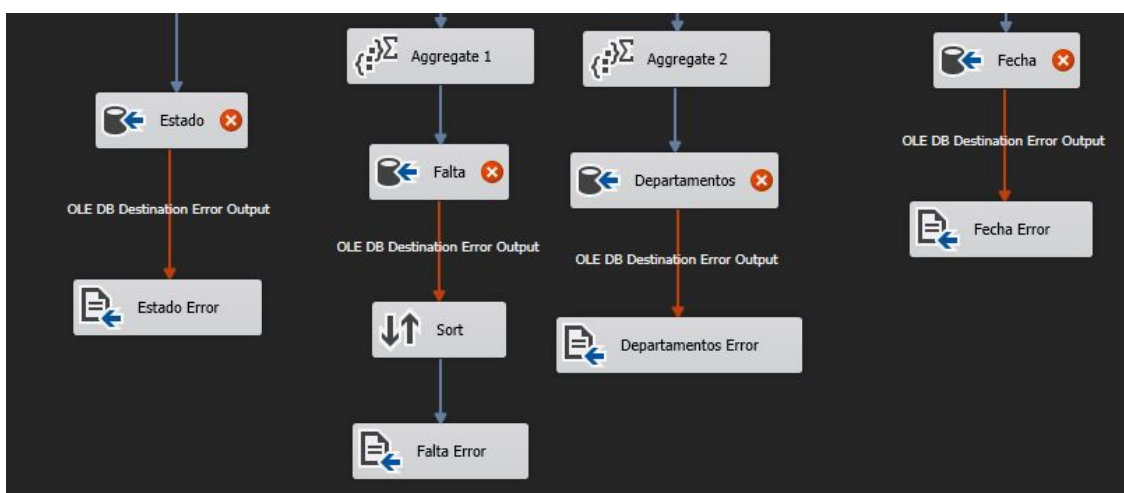 Aggregate 1
Aggregate 2
Fecha
Estado
OLE DB Destination Error Output
Falta
Departamentos
OLE DB Destination Error Output
Fecha Error
OLE DB Destination Error Output
OLE DB Destination Error Output
Estado Error
Sort
Departamentos Error
Falta Error